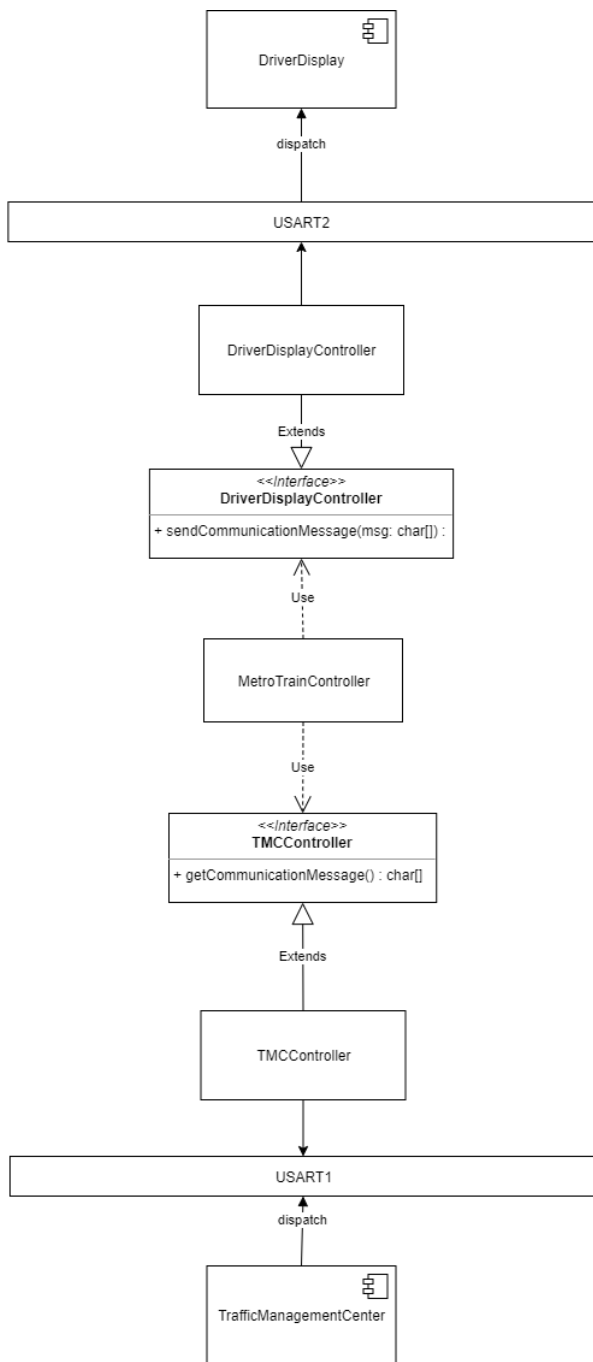 DriverDisplay
dispatch
USART2
DriverDisplayController
Extends
<<Interface>>
DriverDisplayController
+ sendCommunicationMessage(msg: char[]) :
Use
MetroTrainController
Use
<<Interface>>
TMCController
+ getCommunicationMessage() : char[]
Extends
TMCController
USART1
dispatch
TrafficManagementCenter